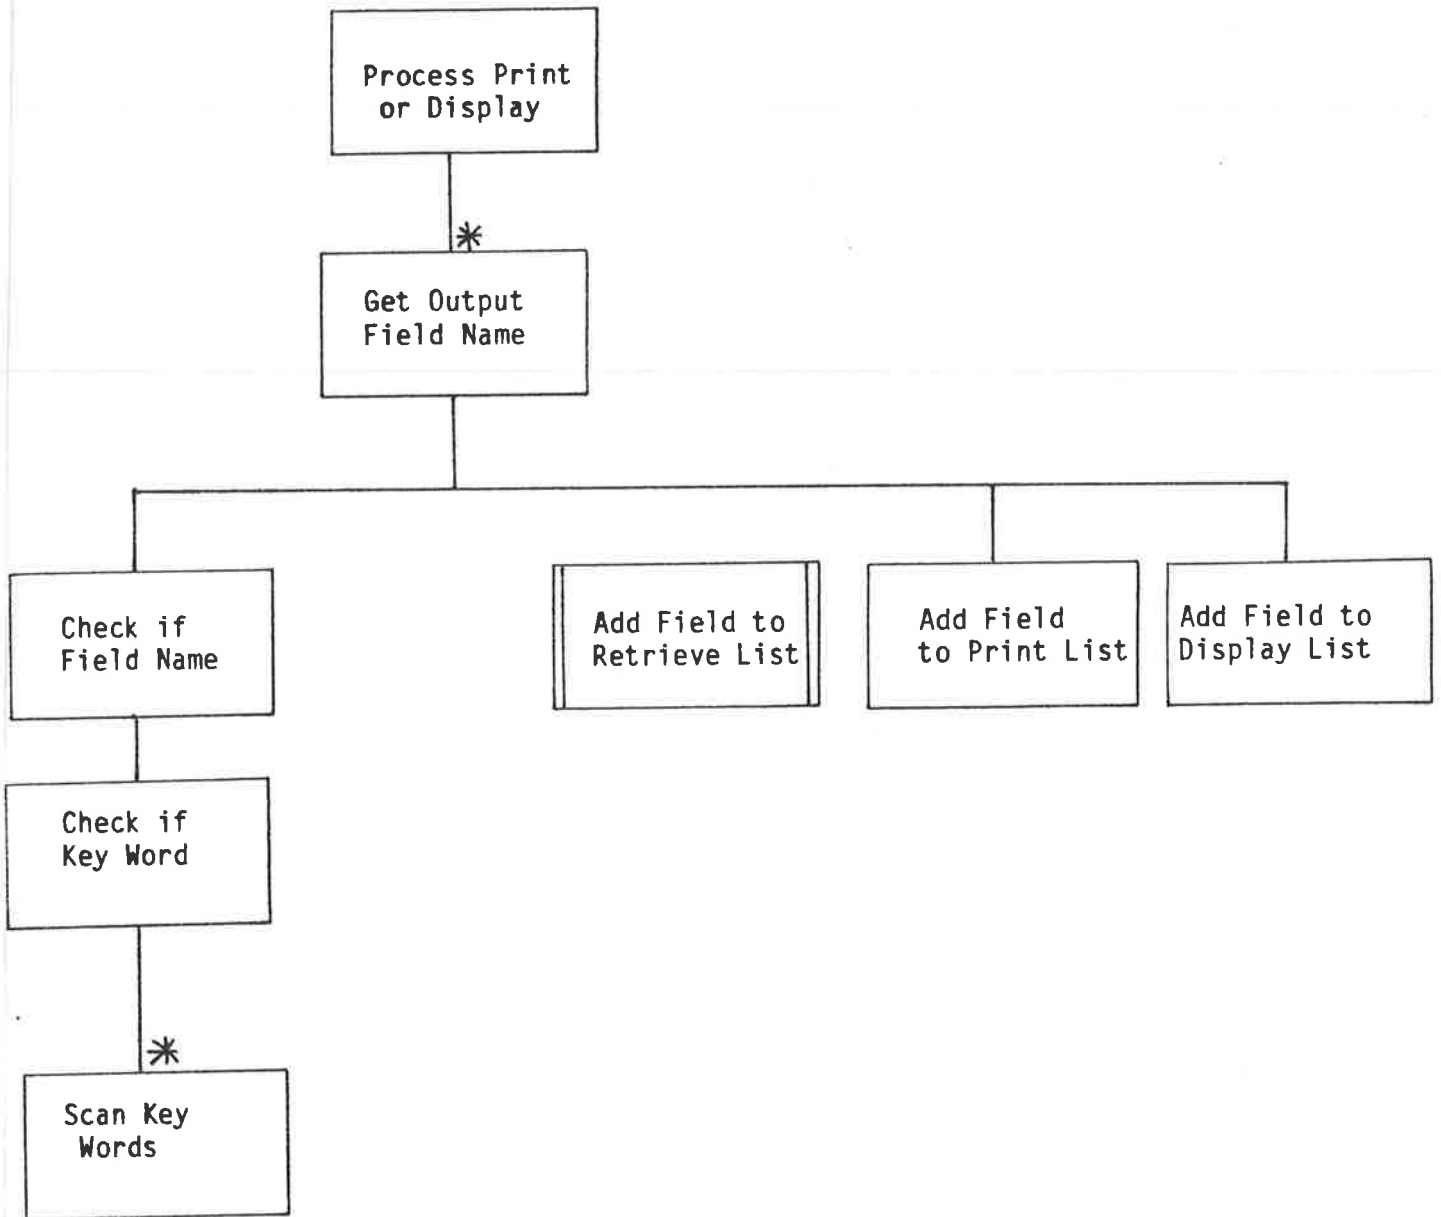 Process Print
or Display
*
Get Output
Field Name
Check if
Field Name
Add Field to
Retrieve List
Add Field
to Print List
Add Field to
Display List
Check if
Key Word
*
Scan Key
Words